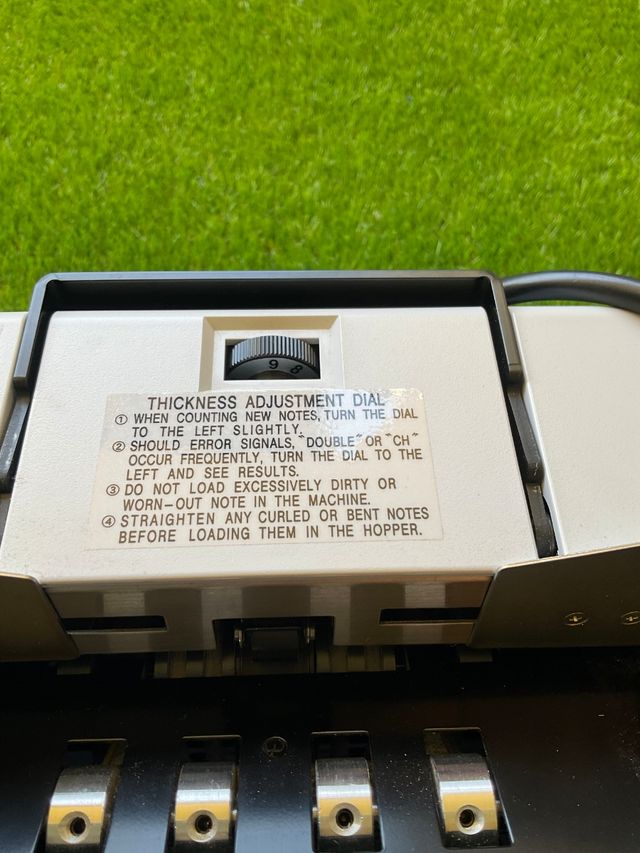 9 8
THICKNESS ADJUSTMENT DIAL
① WHEN COUNTING NEW NOTES, TURN THE DIAL
TO THE LEFT SLIGHTLY.
② SHOULD ERROR SIGNALS, "DOUBLE" OR "CH"
OCCUR FREQUENTLY, TURN THE DIAL TO THE
LEFT AND SEE RESULTS.
③ DO NOT LOAD EXCESSIVELY DIRTY OR
WORN-OUT NOTE IN THE MACHINE.
④ STRAIGHTEN ANY CURLED OR BENT NOTES
BEFORE LOADING THEM IN THE HOPPER.